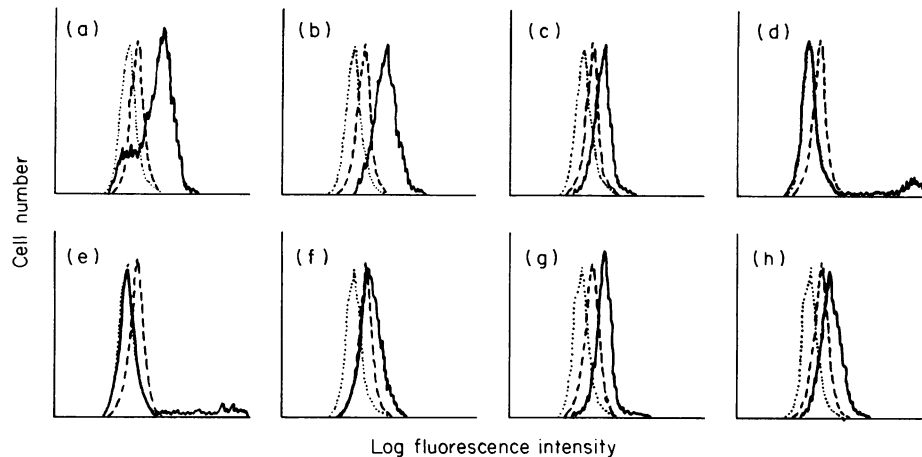 (a) (b) (c) (d)
(e) (f) (g) (h)
Cell number
Log fluorescence intensity